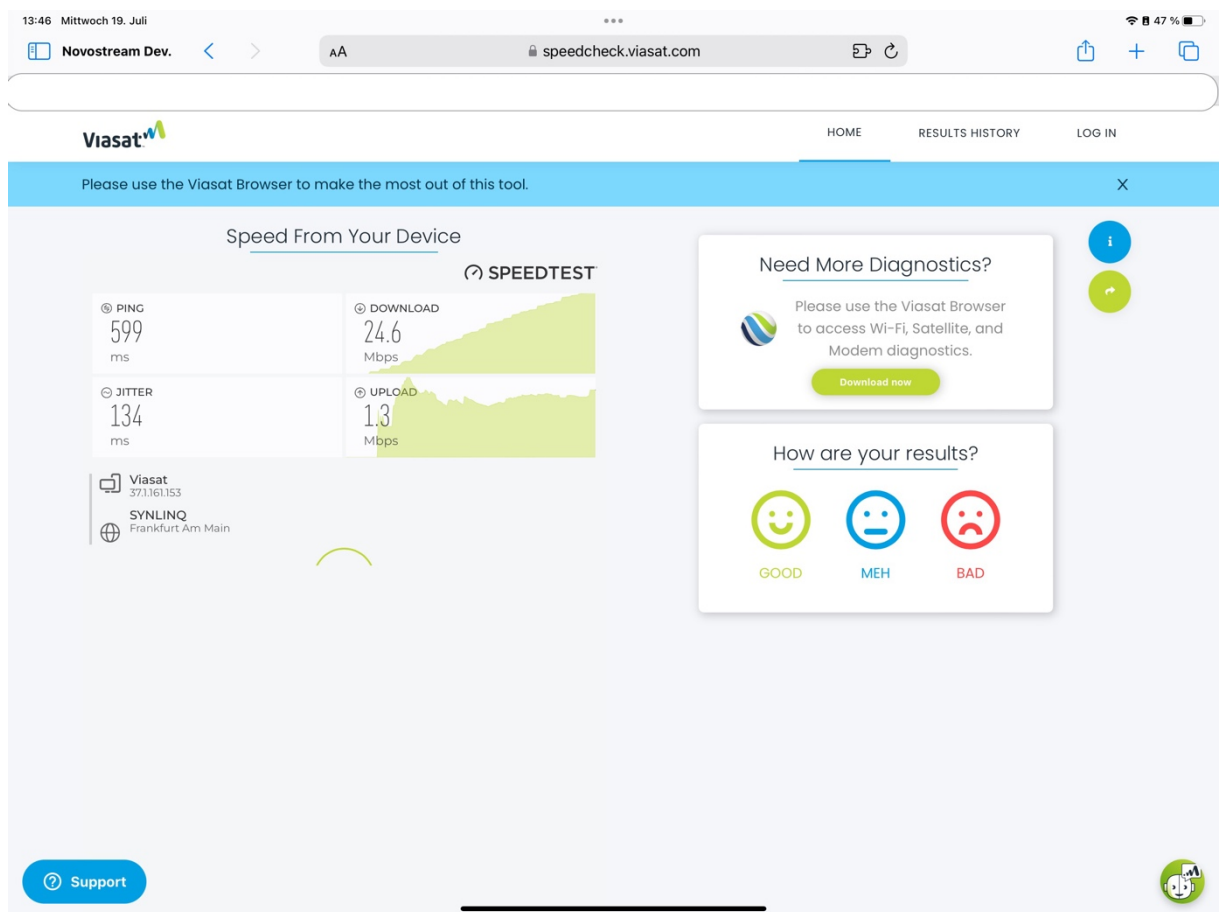 13:46 Mittwoch 19. Juli
47 %
Novostream Dev.
AA
speedcheck.viasat.com
Viasat
HOME
RESULTS HISTORY
LOG IN
Please use the Viasat Browser to make the most out of this tool.
X
Speed From Your Device
SPEEDTEST
PING
599
ms
DOWNLOAD
24.6
Mbps
JITTER
134
ms
UPLOAD
1.3
Mbps
Viasat
37.1.161.153
SYNLINQ
Frankfurt Am Main
Need More Diagnostics?
Please use the Viasat Browser
to access Wi-Fi, Satellite, and
Modem diagnostics.
Download now
How are your results?
GOOD
MEH
BAD
i
? Support